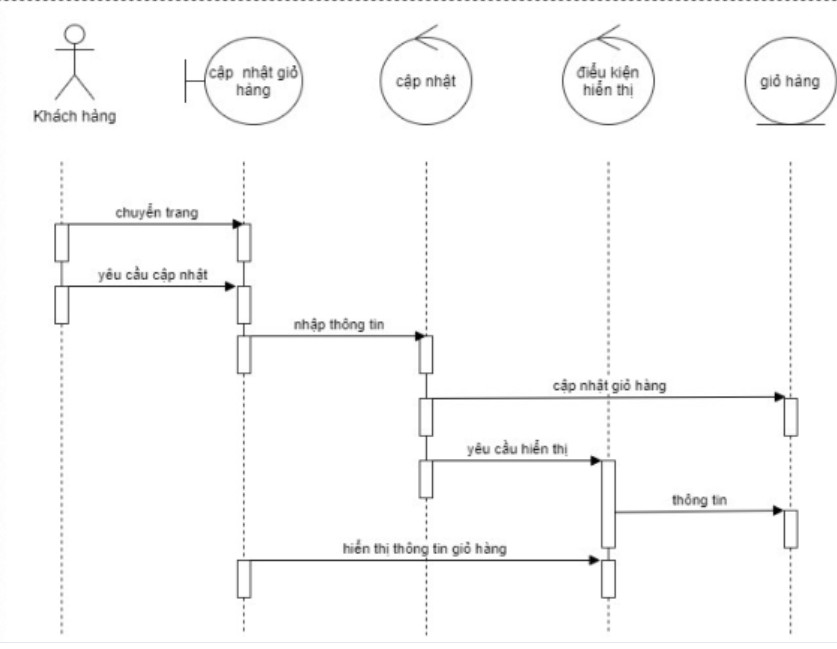 Khách hàng
cập nhật giỏ
hàng
cập nhật
điều kiện
hiển thị
giỏ hàng
chuyển trang
yêu cầu cập nhật
nhập thông tin
cập nhật giỏ hàng
yêu cầu hiển thị
thông tin
hiển thị thông tin giỏ hàng